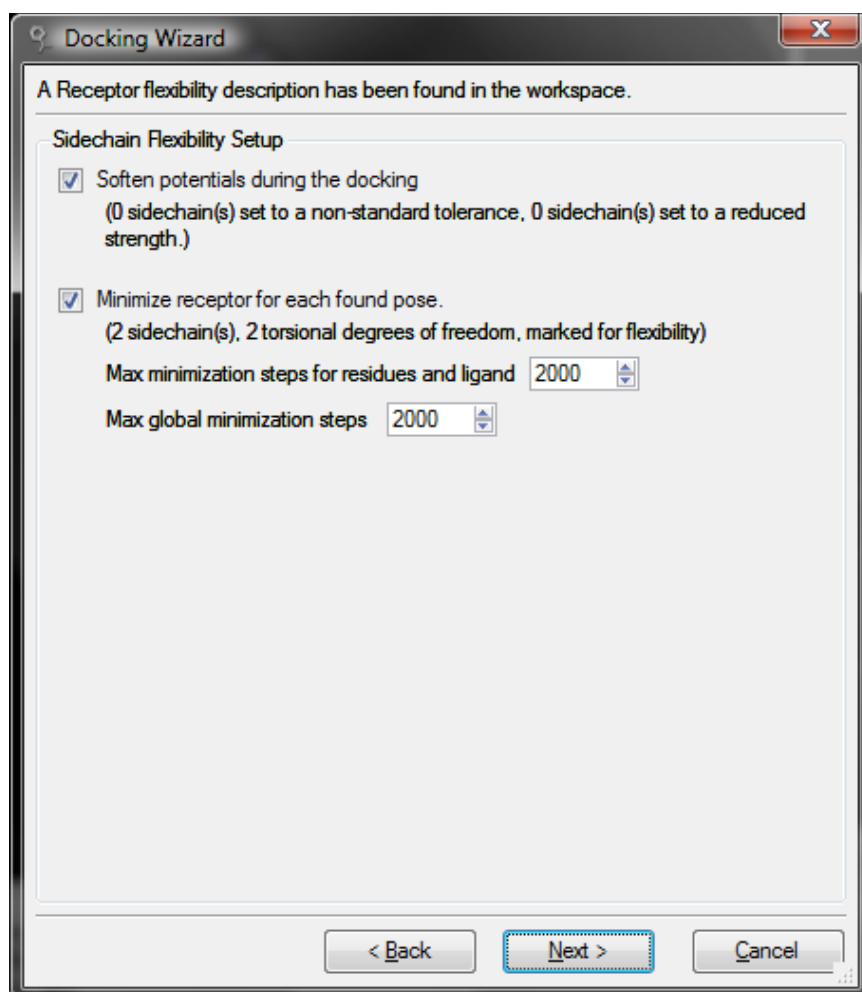 Docking Wizard
A Receptor flexibility description has been found in the workspace.
Sidechain Flexibility Setup
Soften potentials during the docking
(0 sidechain(s) set to a non-standard tolerance, 0 sidechain(s) set to a reduced
strength.)
Minimize receptor for each found pose.
(2 sidechain(s), 2 torsional degrees of freedom, marked for flexibility)
Max minimization steps for residues and ligand 2000
Max global minimization steps 2000
< Back Next > Cancel